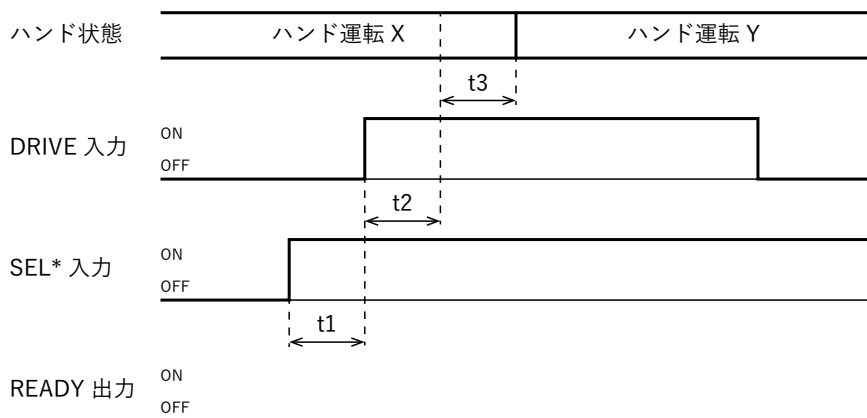 ハンド状態
ハンド運転 X
ハンド運転 Y
t3
DRIVE 入力
ON
OFF
t2
SEL* 入力
ON
OFF
t1
READY 出力
ON
OFF